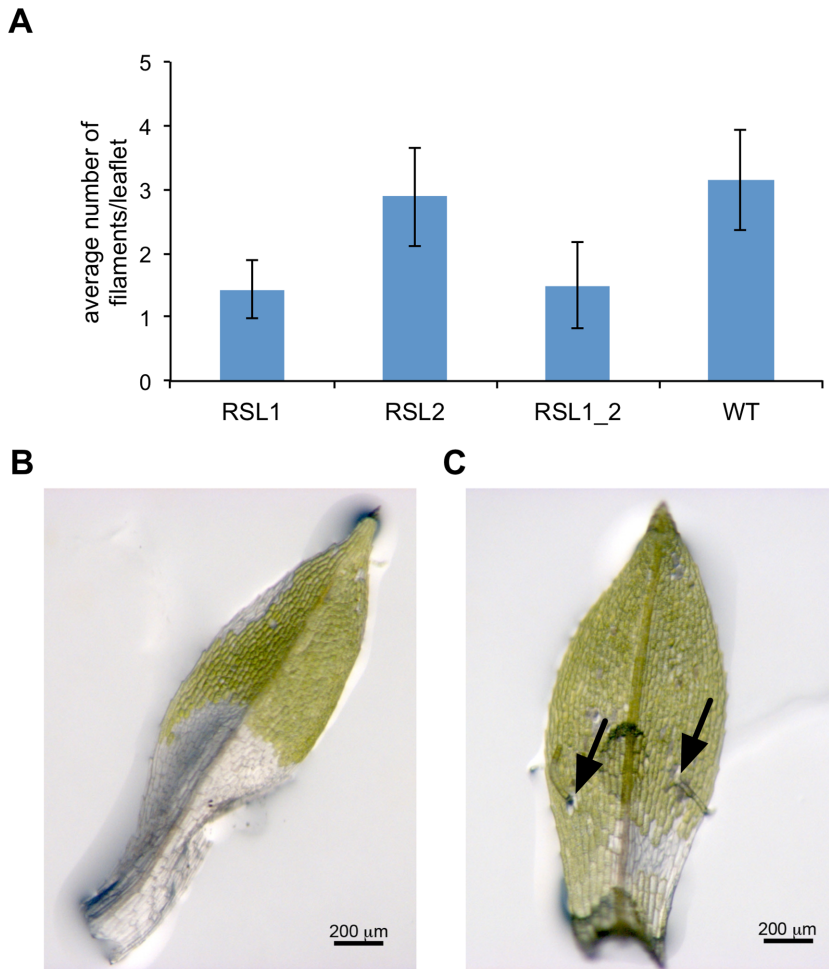 A
average number of
filaments/leaflet
5
4
3
2
1
0
RSL1 RSL2 RSL1_2 WT
B
C
200 μm
200 μm